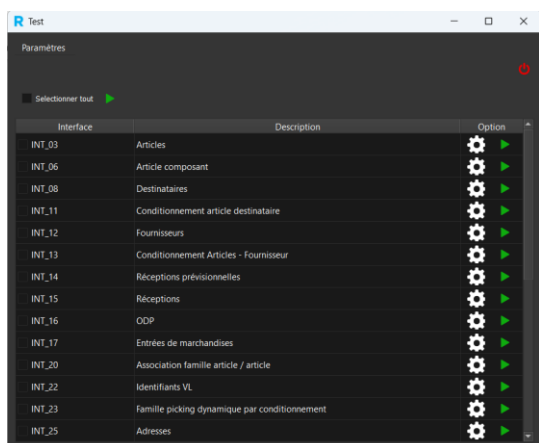 R Test
Paramètres
Selectionner tout
Interface Description Option
INT_03 Articles
INT_06 Article composant
INT_08 Destinataires
INT_11 Conditionnement article destinataire
INT_12 Fournisseurs
INT_13 Conditionnement Articles - Fournisseur
INT_14 Réceptions prévisionnelles
INT_15 Réceptions
INT_16 ODP
INT_17 Entrées de marchandises
INT_20 Association famille article / article
INT_22 Identifiants VL
INT_23 Famille picking dynamique par conditionnement
INT_25 Adresses